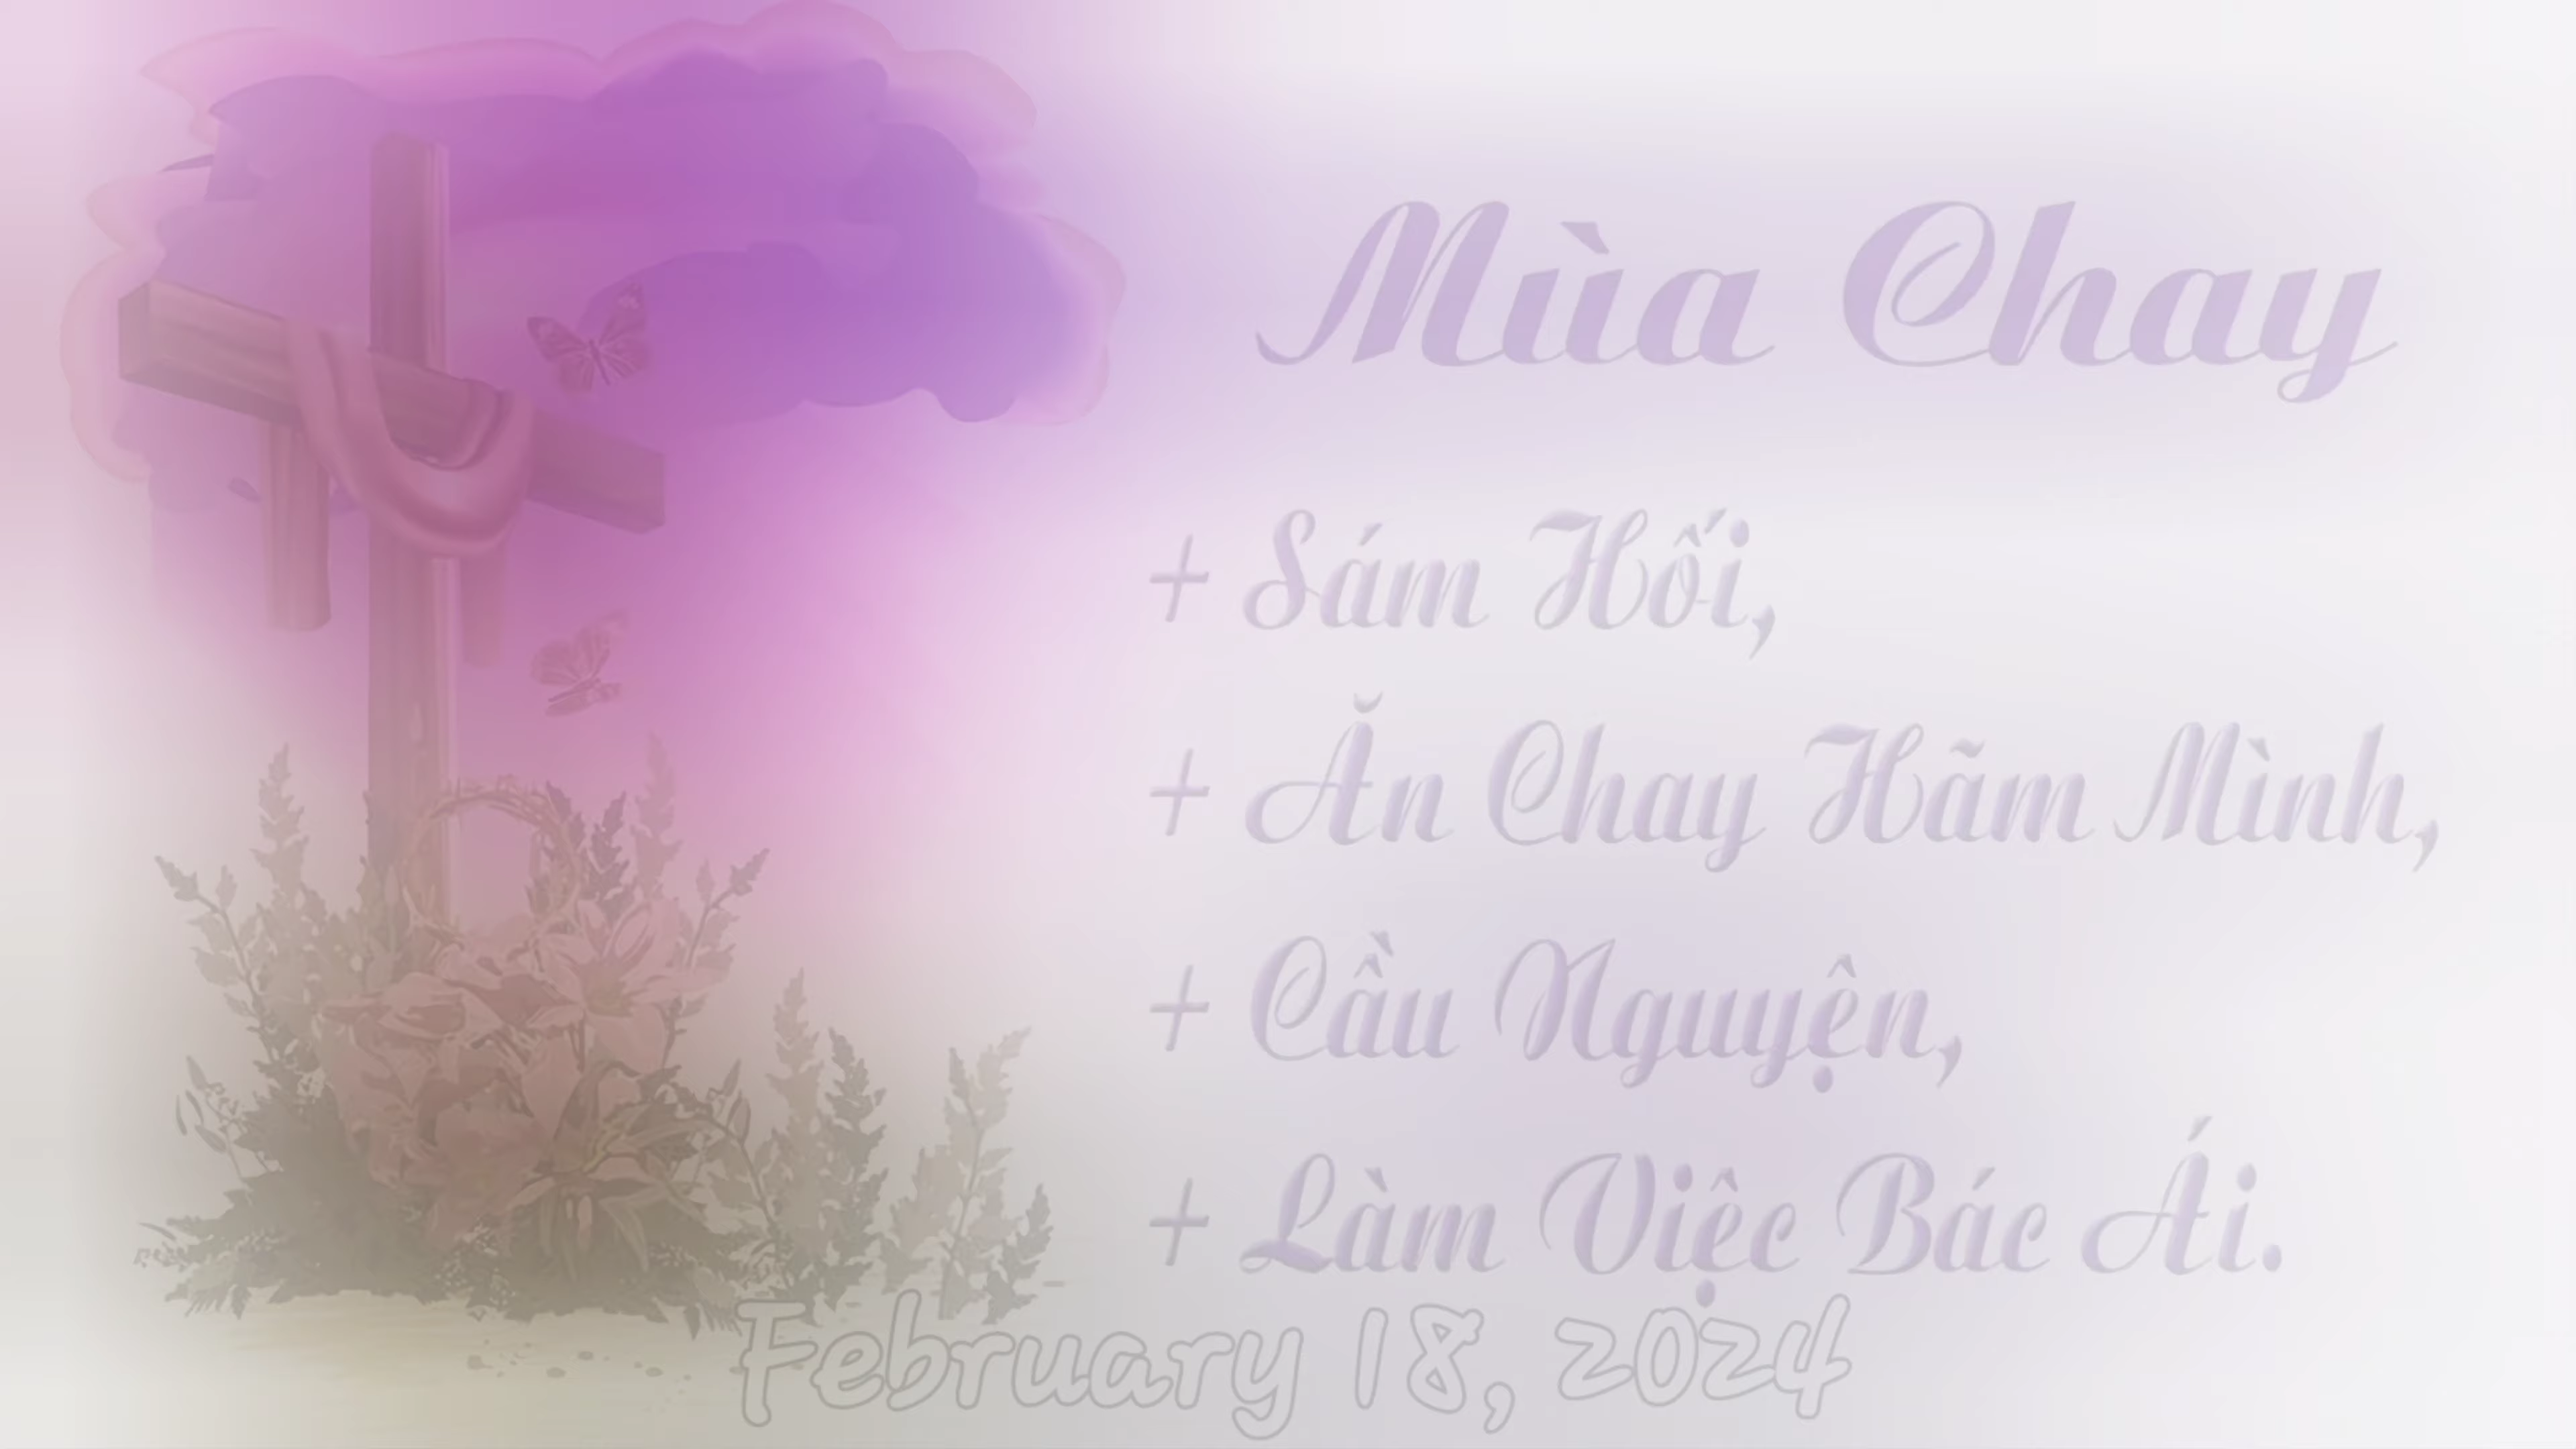 Mùa Chay
+ Sám Hối,
+ Ăn Chay Hãm Mình,
+ Cầu Nguyện,
+ Làm Việc Bác Ái.
February 18, 2024